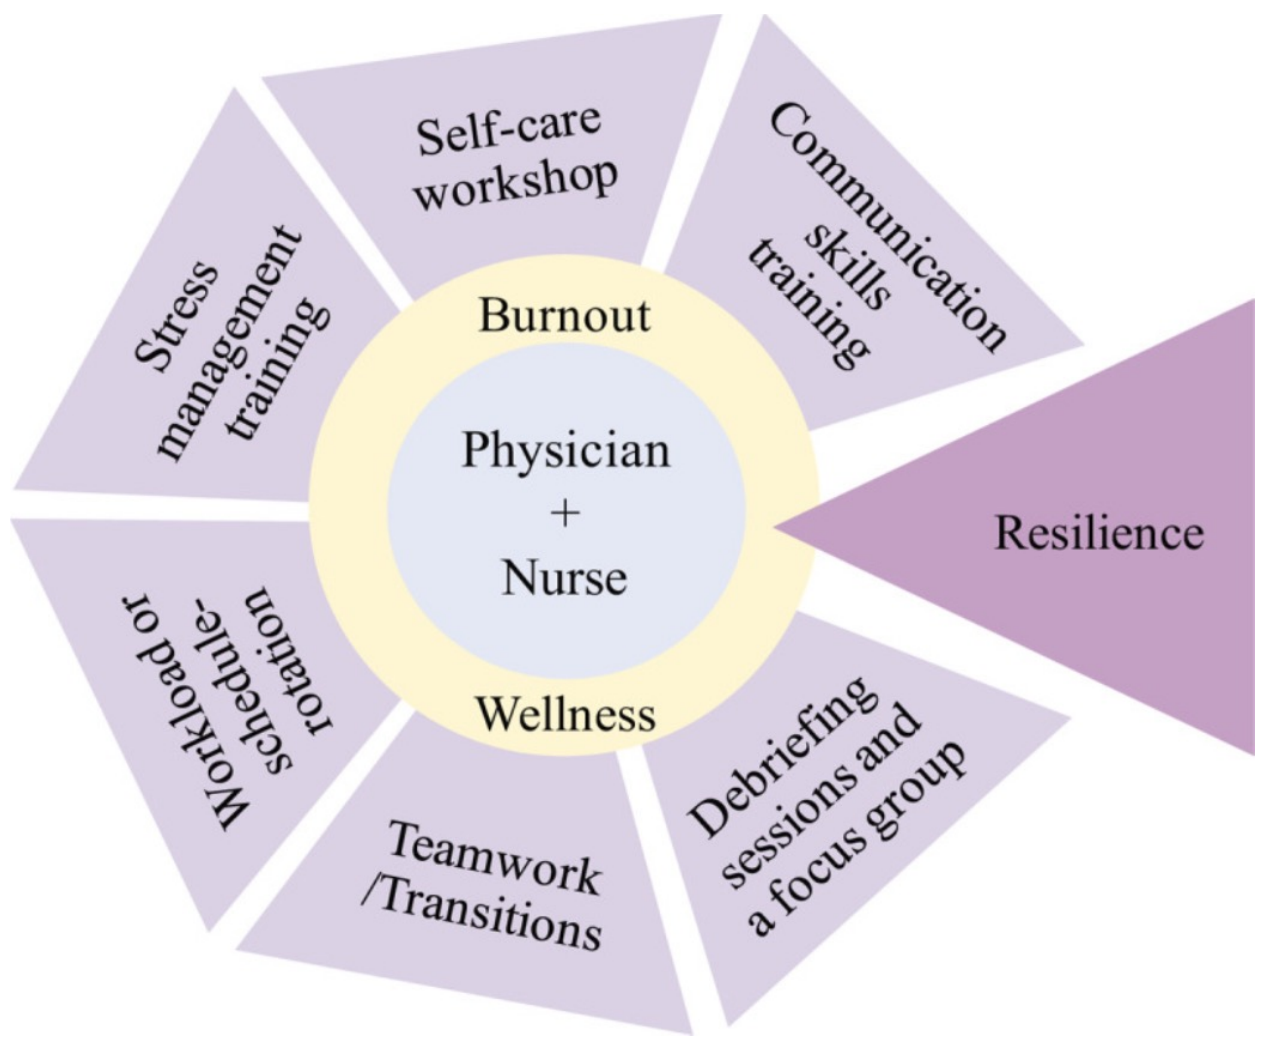 Self-care
workshop
Communication
skills
training
Stress
management
training
Burnout
Physician
+
Nurse
Wellness
Resilience
Workload or
schedule-
rotation
Teamwork
/Transitions
Debriefing
sessions and
a focus group